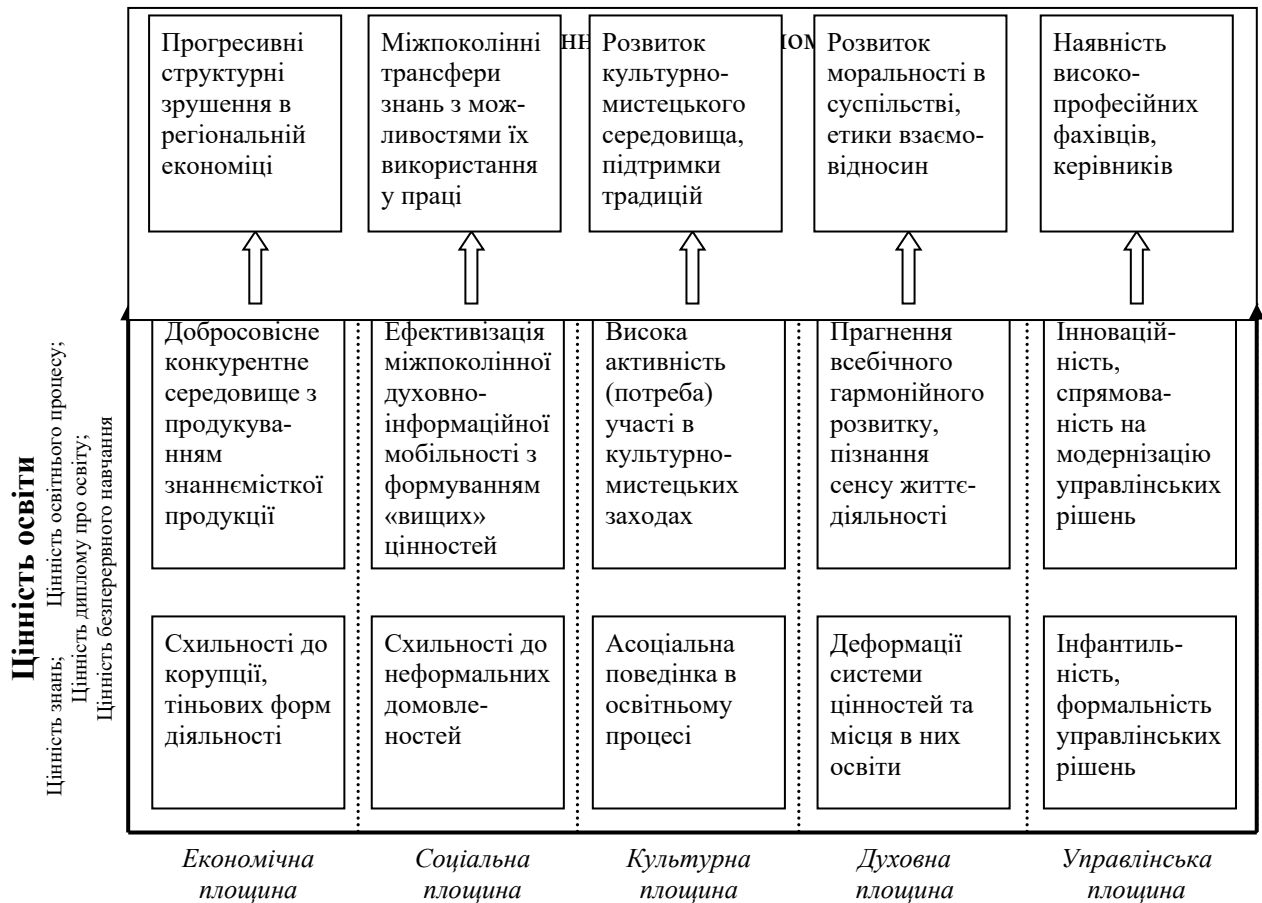 Прогресивні
структурні
зрушення в
регіональній
економіці
Міжпоколінні
трансфери
знань з мож-
ливостями їх
використання
у праці
Розвиток
культурно-
мистецького
середовища,
підтримки
традицій
Розвиток
моральності в
суспільстві,
етики взаємо-
відносин
Наявність
високо-
професійних
фахівців,
керівників
Добросовісне
конкурентне
середовище з
продукува-
нням
знаннємісткої
продукції
Ефективізація
міжпоколінної
духовно-
інформаційної
мобільності з
формуванням
«вищих»
цінностей
Висока
активність
(потреба)
участі в
культурно-
мистецьких
заходах
Прагнення
всебічного
гармонійного
розвитку,
пізнання
сенсу життє-
діяльності
Інновацій-
ність,
спрямова-
ність на
модернізацію
управлінських
рішень
Схильності до
корупції,
тіньових форм
діяльності
Схильності до
неформальних
домовле-
ностей
Асоціальна
поведінка в
освітньому
процесі
Деформації
системи
цінностей та
місця в них
освіти
Інфантиль-
ність,
формальність
управлінських
рішень
Цінність освіти
Цінність знань; Цінність освітнього процесу;
Цінність диплому про освіту;
Цінність безперервного навчання
Економічна
площина
Соціальна
площина
Культурна
площина
Духовна
площина
Управлінська
площина